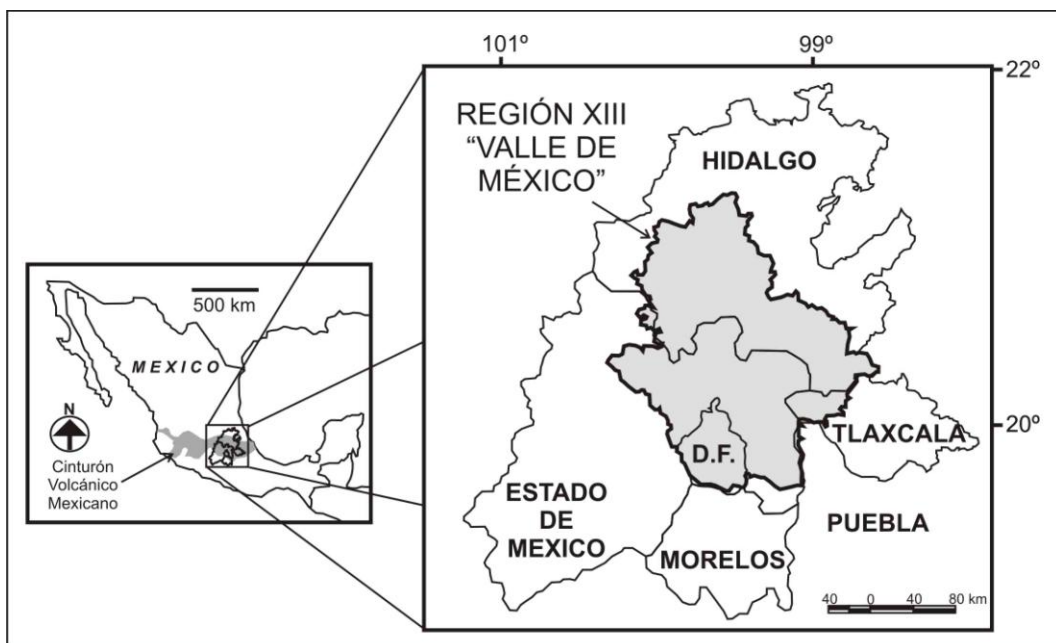 101º
99º
22º
REGIÓN XIII
“VALLE DE
MÉXICO”
HIDALGO
500 km
MEXICO
N
Cinturón
Volcánico
Mexicano
TLAXCALA
20º
D.F.
ESTADO
DE
MEXICO
PUEBLA
MORELOS
40 0 40 80 km